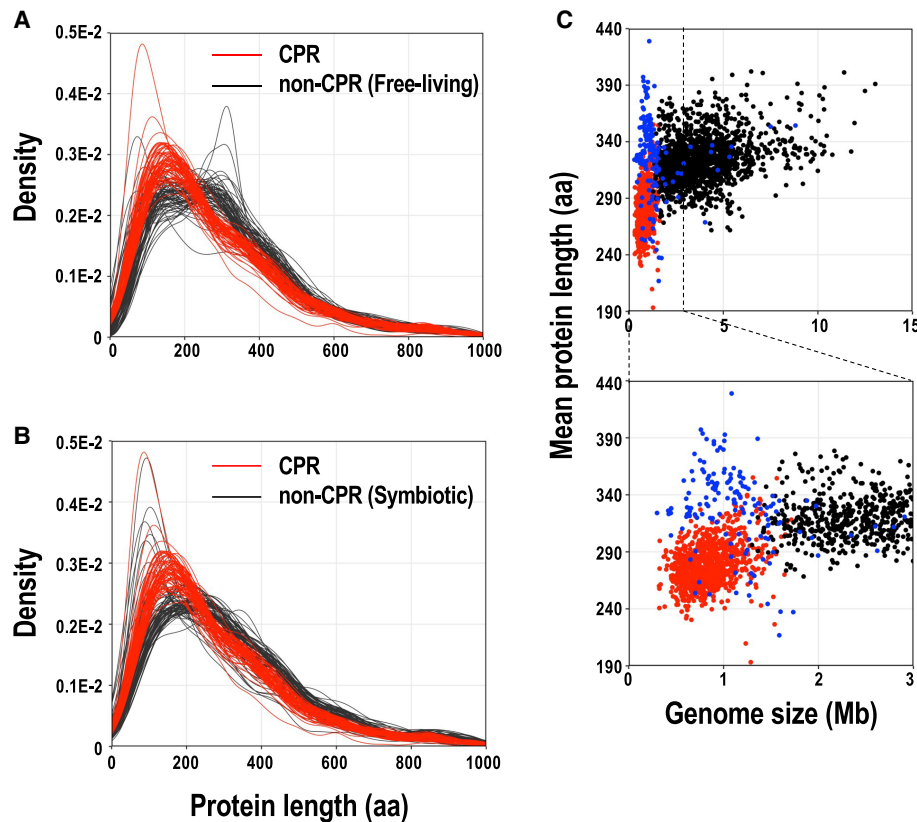 A
0.5E-2
0.4E-2
0.3E-2
0.2E-2
0.1E-2
0
Density
CPR
non-CPR (Free-living)
0 200 400 600 800 1000
B
0.5E-2
0.4E-2
0.3E-2
0.2E-2
0.1E-2
0
Density
CPR
non-CPR (Symbiotic)
0 200 400 600 800 1000
Protein length (aa)
C
440
390
340
290
240
190
0 5 10 15
Mean protein length (aa)
440
390
340
290
240
190
0 1 2 3
Genome size (Mb)